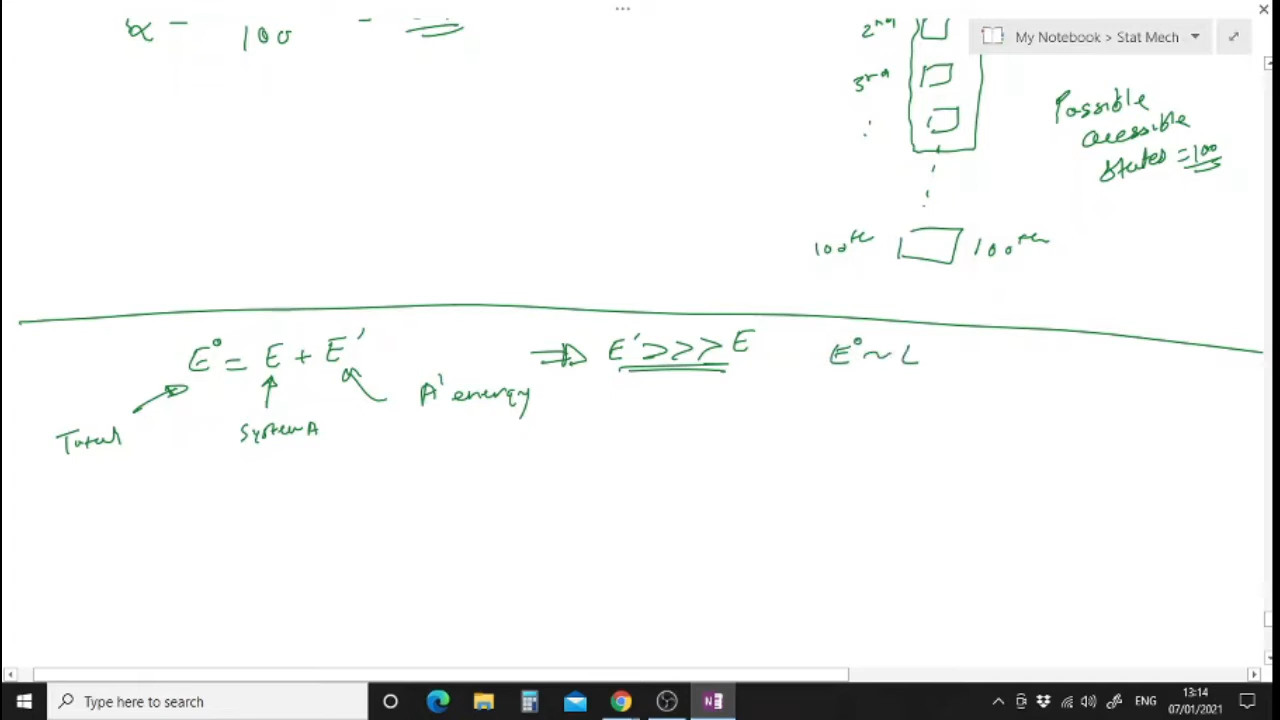 ...
α = 100 =
2nd
My Notebook > Stat Mech
3rd
Possible
acessible
States = 100
100th 100th
E° = E + E' ⇒ E' >>> E E° ~ L
A' energy
Total
System A
Type here to search
ENG
13:14
07/01/2021